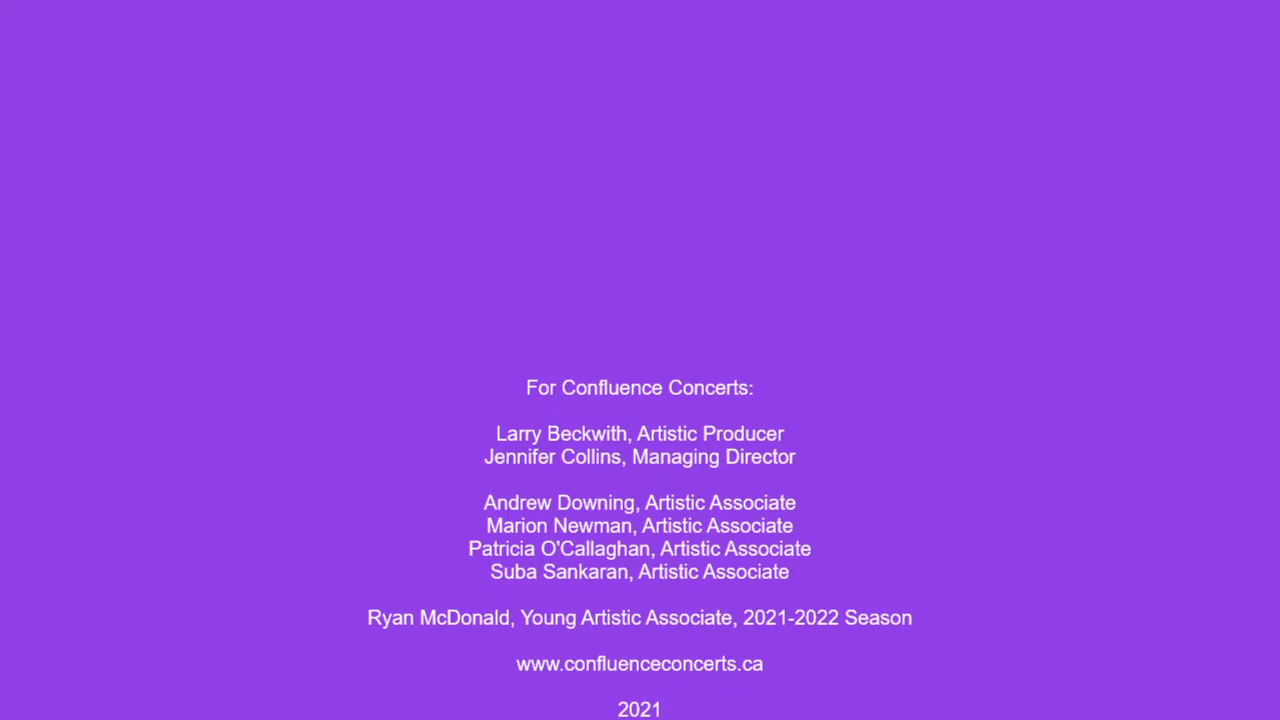 For Confluence Concerts:
Larry Beckwith, Artistic Producer
Jennifer Collins, Managing Director
Andrew Downing, Artistic Associate
Marion Newman, Artistic Associate
Patricia O'Callaghan, Artistic Associate
Suba Sankaran, Artistic Associate
Ryan McDonald, Young Artistic Associate, 2021-2022 Season
www.confluenceconcerts.ca
2021